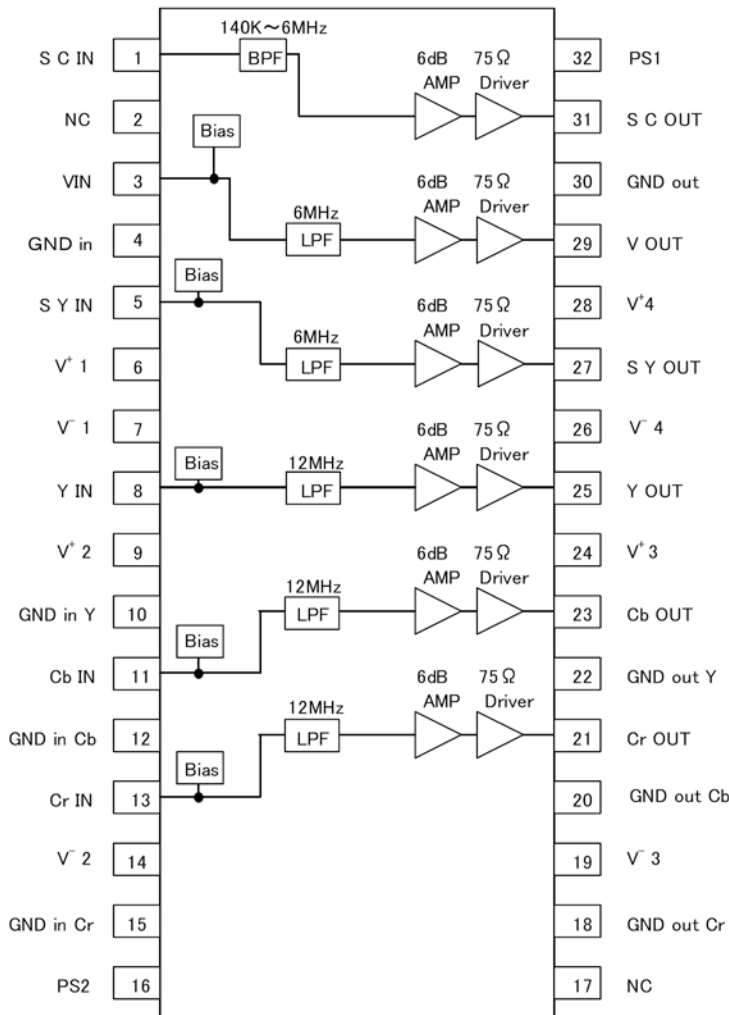 140K～6MHz
S C IN 1 BPF 6dB AMP 75Ω Driver 32 PS1
NC 2 Bias 31 S C OUT
VIN 3 6MHz LPF 6dB AMP 75Ω Driver 30 GND out
GND in 4 29 V OUT
S Y IN 5 Bias 6MHz LPF 6dB AMP 75Ω Driver 28 V⁺4
V⁺ 1 6 27 S Y OUT
V⁻ 1 7 6dB AMP 75Ω Driver 26 V⁻ 4
Y IN 8 Bias 12MHz LPF 25 Y OUT
V⁺ 2 9 6dB AMP 75Ω Driver 24 V⁺ 3
GND in Y 10 12MHz LPF 23 Cb OUT
Cb IN 11 Bias 6dB AMP 75Ω Driver 22 GND out Y
GND in Cb 12 12MHz LPF 21 Cr OUT
Cr IN 13 Bias 20 GND out Cb
V⁻ 2 14 19 V⁻ 3
GND in Cr 15 18 GND out Cr
PS2 16 17 NC